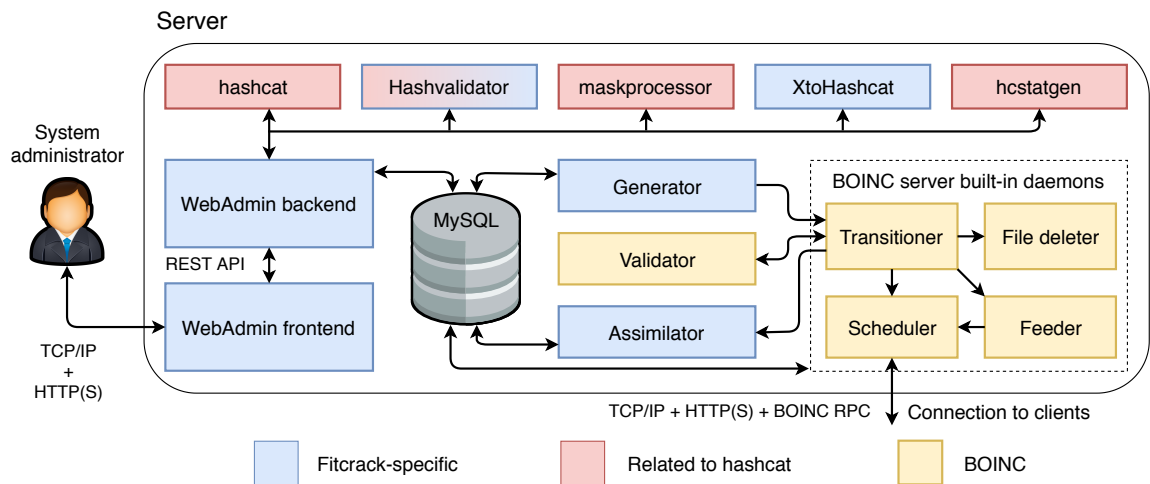 Server
hashcat
Hashvalidator
maskprocessor
XtoHashcat
hcstatgen
System
administrator
WebAdmin backend
MySQL
Generator
BOINC server built-in daemons
Transitioner
File deleter
Validator
REST API
WebAdmin frontend
Assimilator
Scheduler
Feeder
TCP/IP
+
HTTP(S)
TCP/IP + HTTP(S) + BOINC RPC
Connection to clients
Fitcrack-specific
Related to hashcat
BOINC